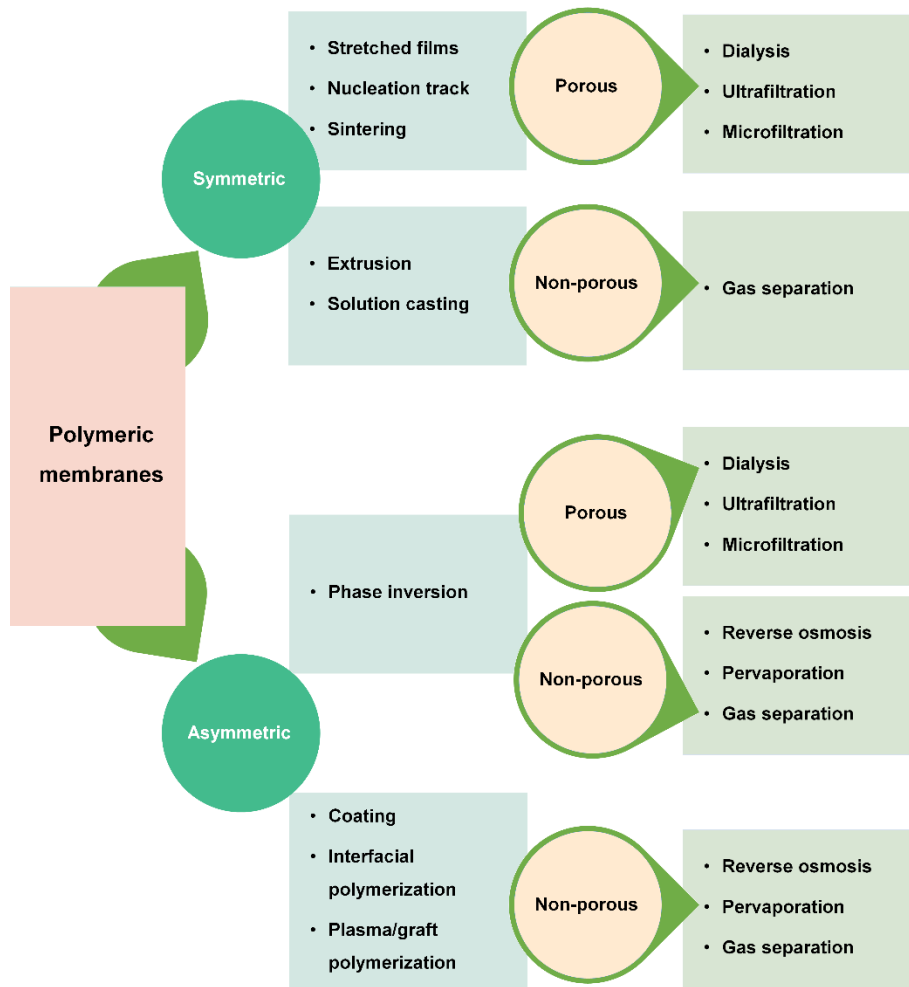 Polymeric
membranes
Symmetric
• Stretched films
• Nucleation track
• Sintering
Porous
• Dialysis
• Ultrafiltration
• Microfiltration
• Extrusion
• Solution casting
Non-porous
• Gas separation
Asymmetric
• Phase inversion
Porous
• Dialysis
• Ultrafiltration
• Microfiltration
Non-porous
• Reverse osmosis
• Pervaporation
• Gas separation
• Coating
• Interfacial
polymerization
• Plasma/graft
polymerization
Non-porous
• Reverse osmosis
• Pervaporation
• Gas separation